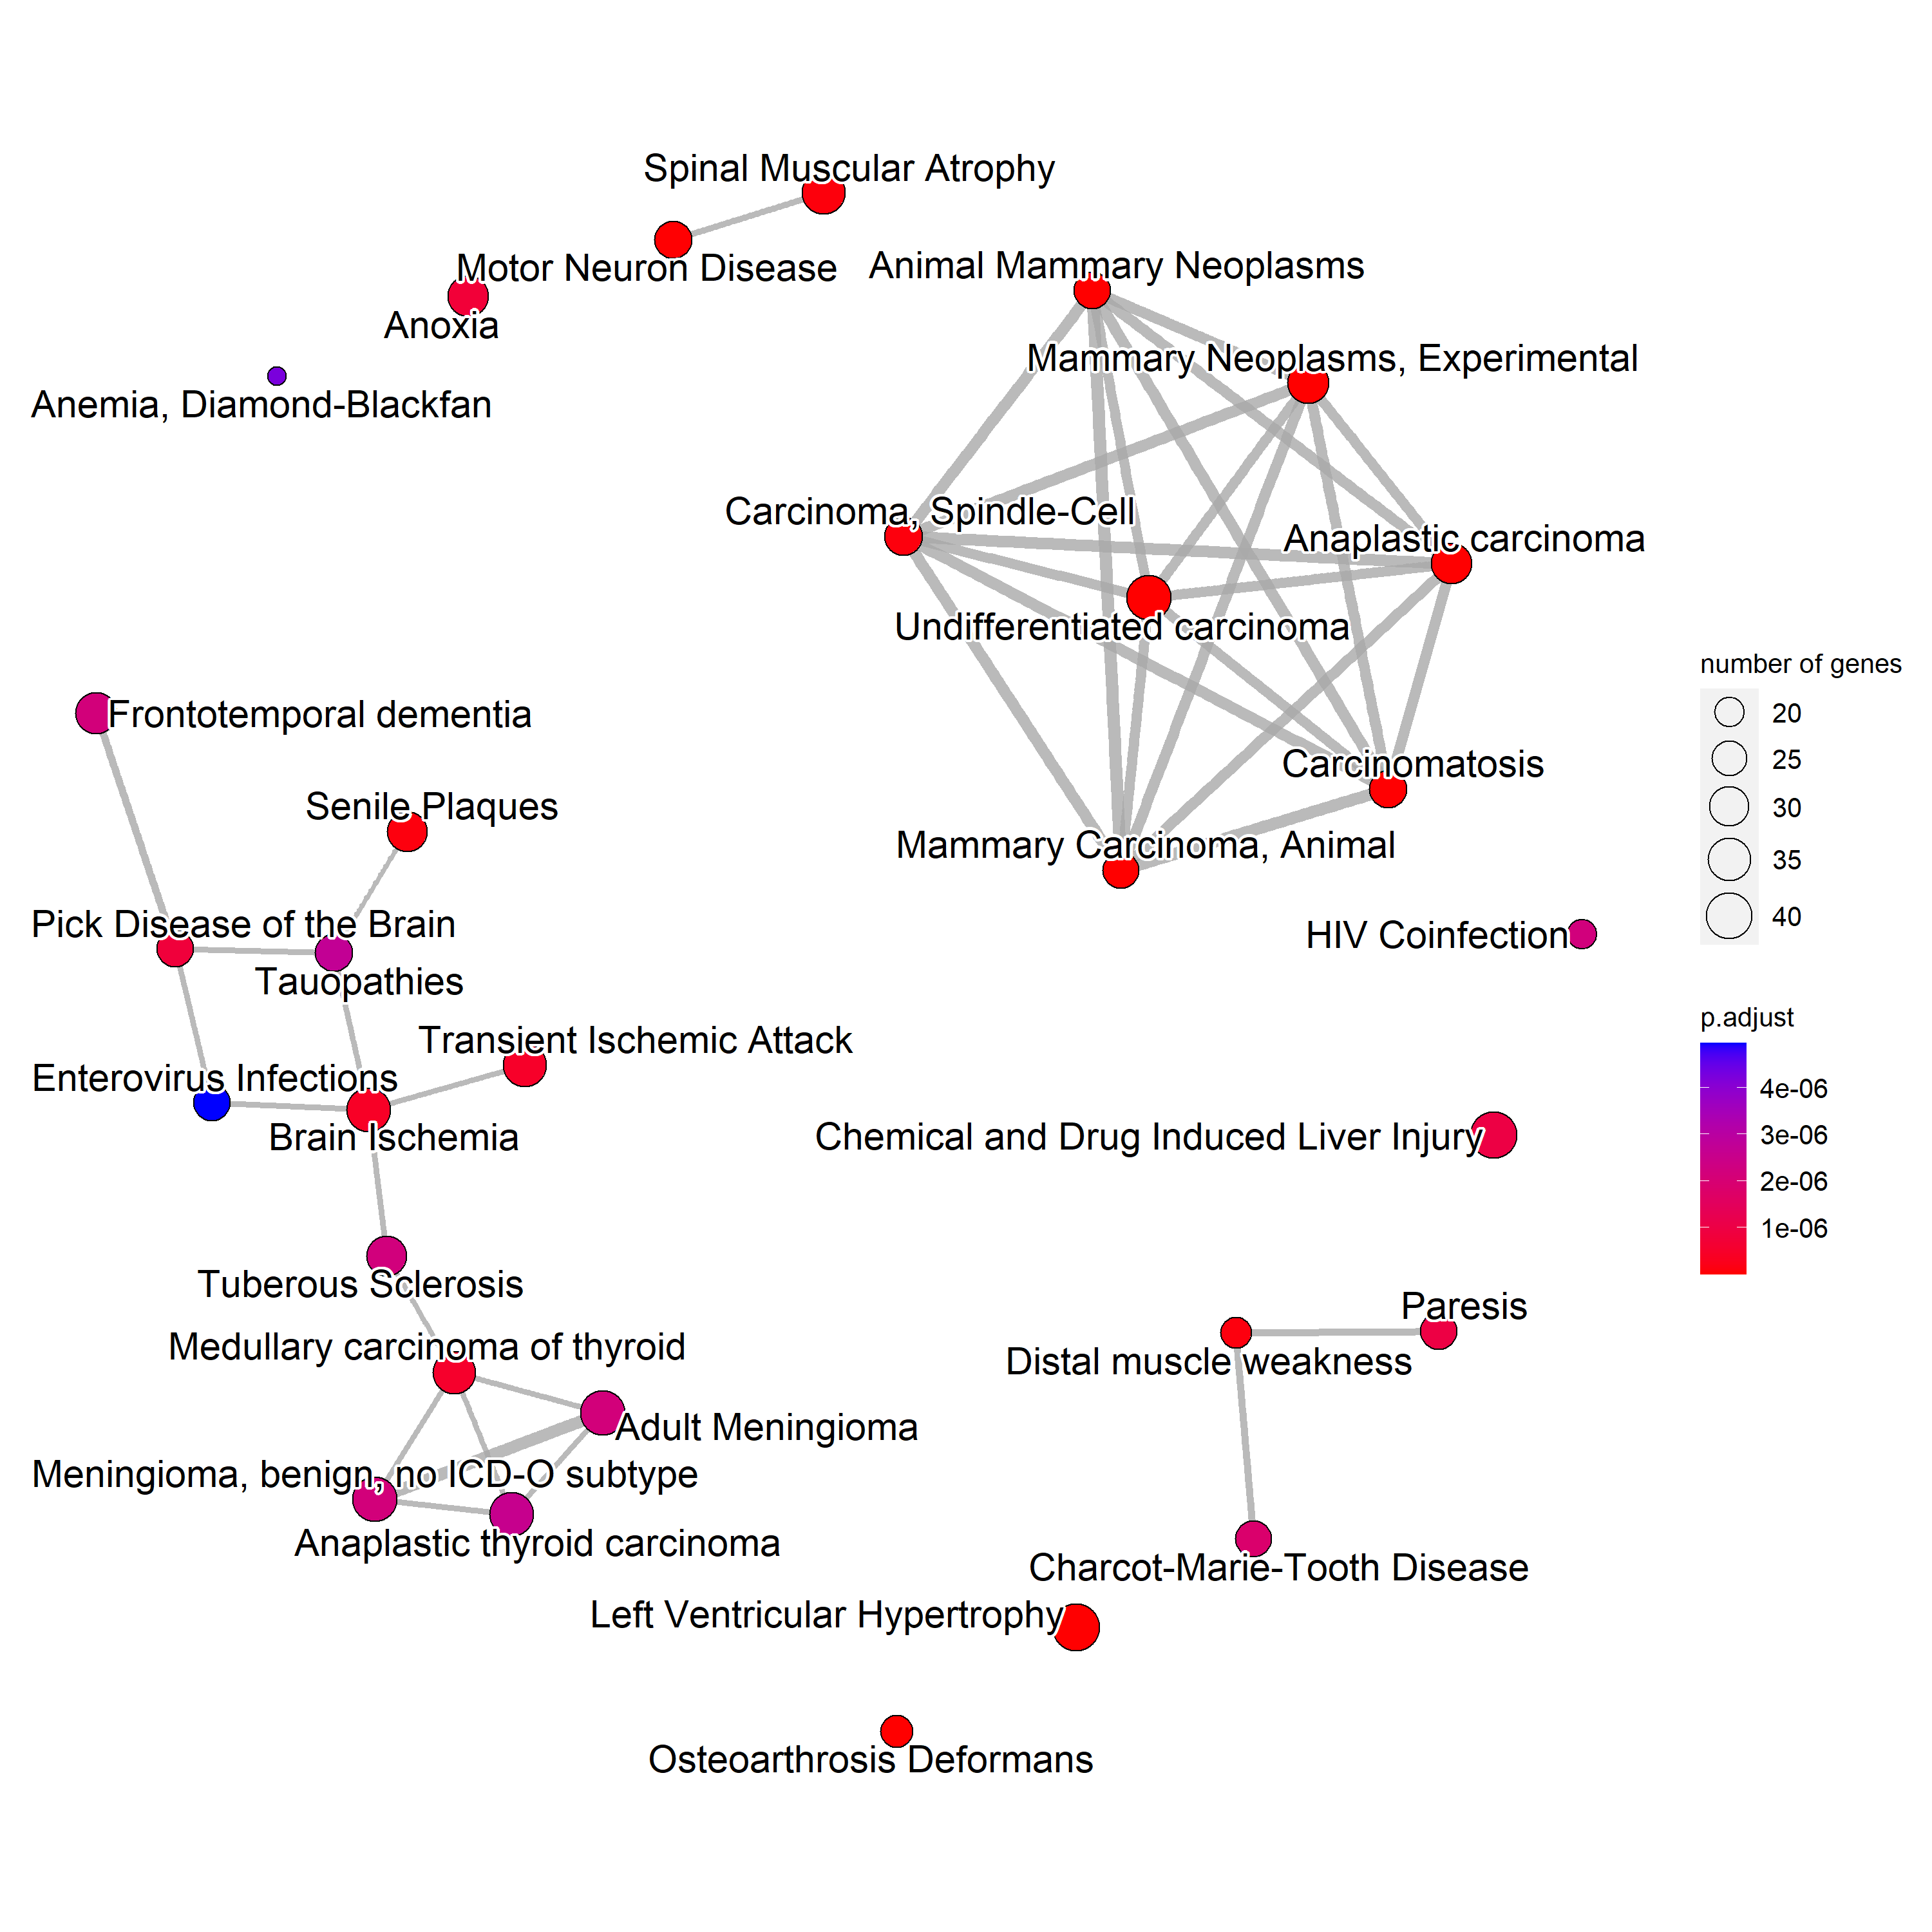 Spinal Muscular Atrophy
Motor Neuron Disease
Animal Mammary Neoplasms
Anoxia
Mammary Neoplasms, Experimental
Anemia, Diamond-Blackfan
Carcinoma, Spindle-Cell
Anaplastic carcinoma
Undifferentiated carcinoma
number of genes
20
25
30
35
40
Frontotemporal dementia
Carcinomatosis
Senile Plaques
Mammary Carcinoma, Animal
Pick Disease of the Brain
HIV Coinfection
Tauopathies
p.adjust
4e-06
3e-06
2e-06
1e-06
Transient Ischemic Attack
Enterovirus Infections
Brain Ischemia
Chemical and Drug Induced Liver Injury
Tuberous Sclerosis
Paresis
Medullary carcinoma of thyroid
Distal muscle weakness
Adult Meningioma
Meningioma, benign, no ICD-O subtype
Anaplastic thyroid carcinoma
Charcot-Marie-Tooth Disease
Left Ventricular Hypertrophy
Osteoarthrosis Deformans